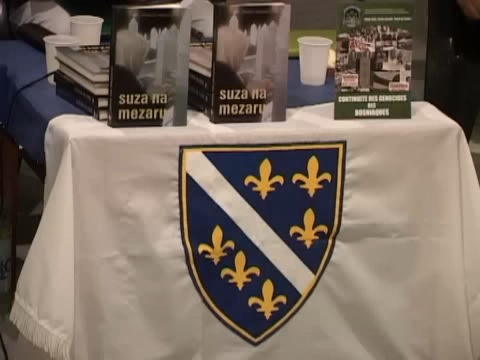 suza na
mezaru
suza na
mezaru
CONTINUITE DES GENOCIDES
DES
BOSNIAQUES